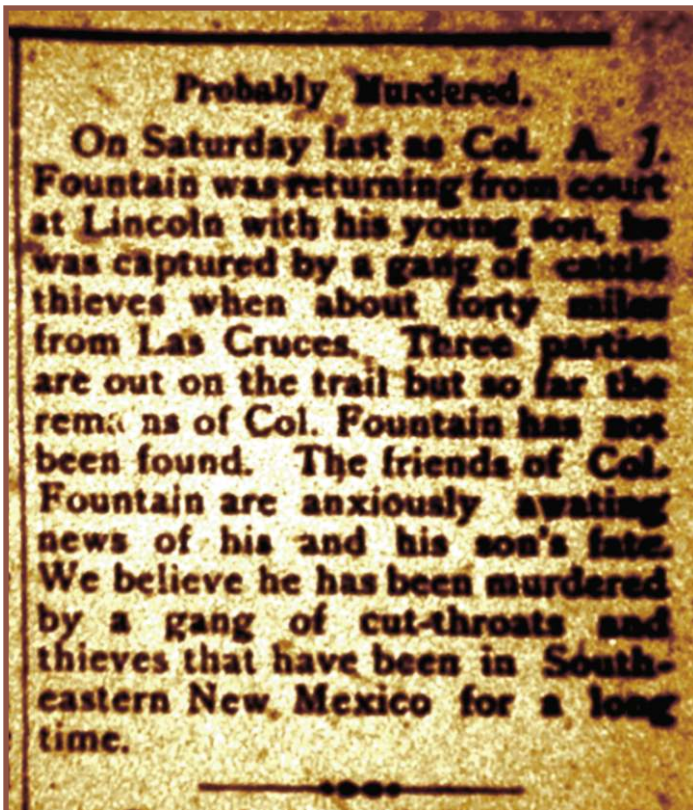 Probably Murdered.
On Saturday last as Col. A. J.
Fountain was returning from court
at Lincoln with his young son, he
was captured by a gang of cattle
thieves when about forty miles
from Las Cruces. Three parties
are out on the trail but so far the
remains of Col. Fountain has not
been found. The friends of Col.
Fountain are anxiously awating
news of his and his son's fate.
We believe he has been murdered
by a gang of cut-throats and
thieves that have been in South-
eastern New Mexico for a long
time.